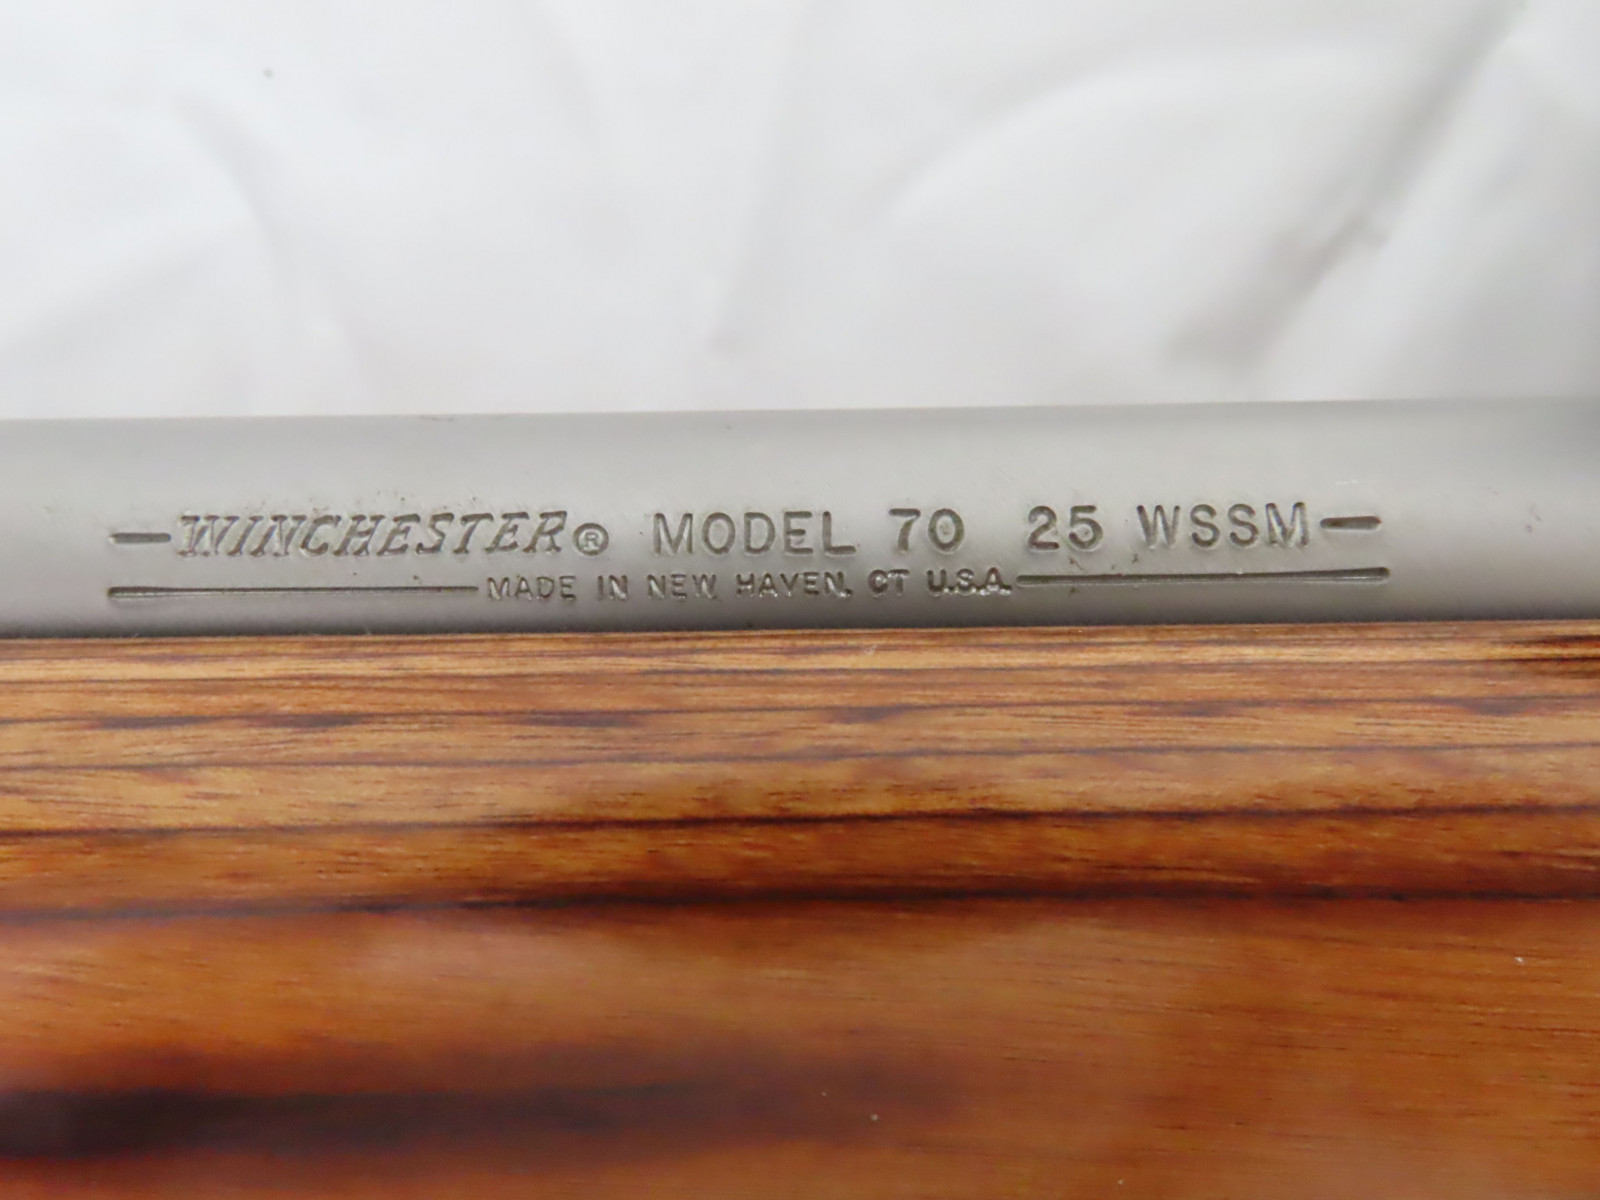 —WINCHESTER® MODEL 70 25 WSSM—
—MADE IN NEW HAVEN, CT U.S.A.—